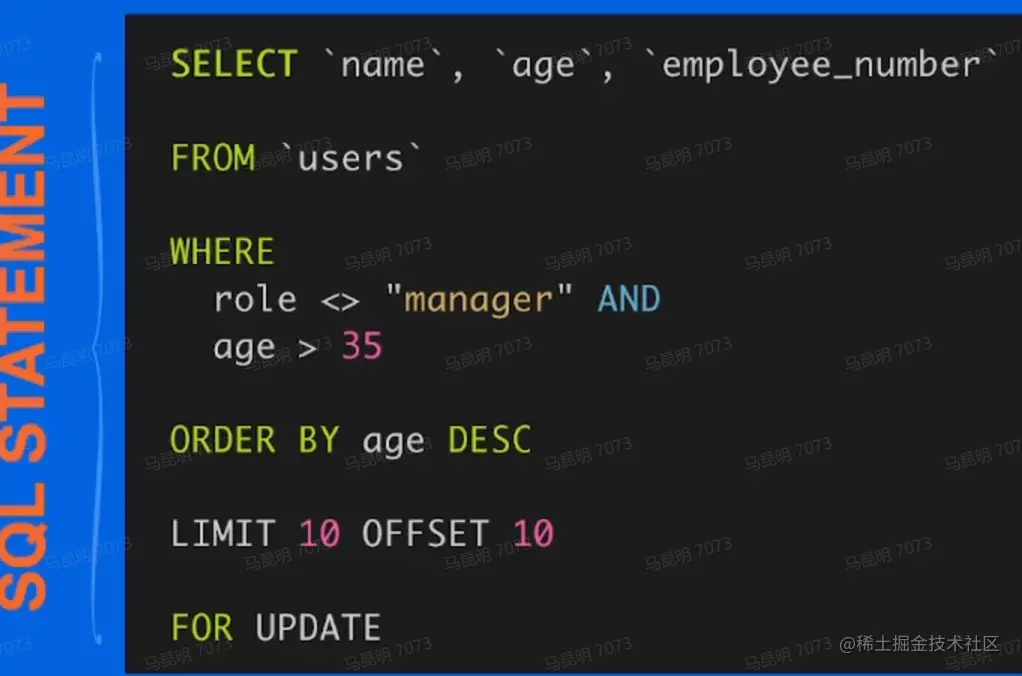 SQL STATEMENT
SELECT `name`, `age`, `employee_number`
FROM `users`
WHERE
role <> "manager" AND
age > 35
ORDER BY age DESC
LIMIT 10 OFFSET 10
FOR UPDATE
马昆明 7073
@稀土掘金技术社区